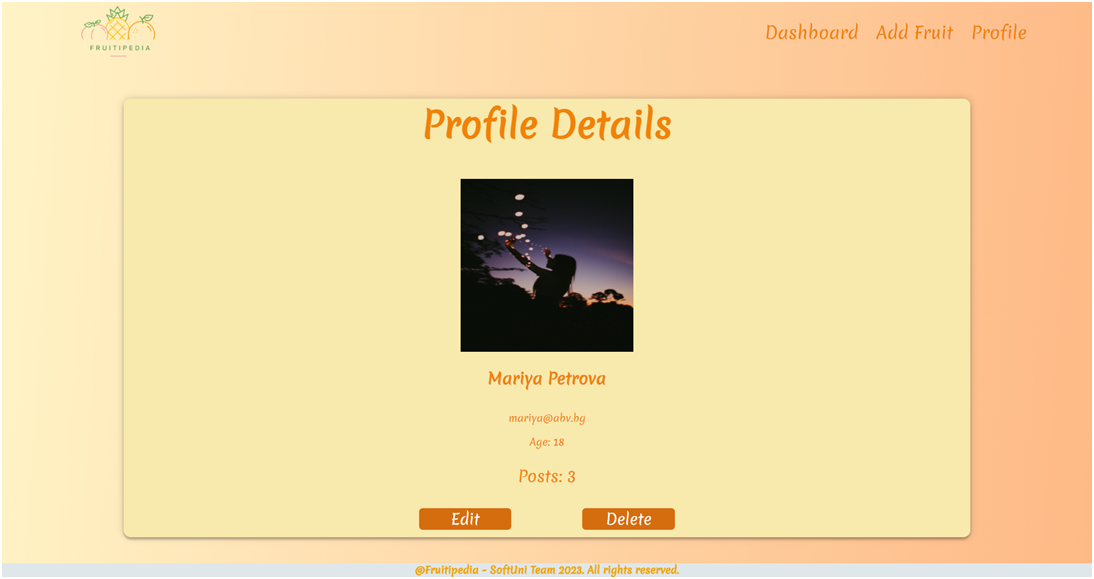 FRUITIPEDIA
Dashboard Add Fruit Profile
Profile Details
Mariya Petrova
mariya@abv.bg
Age: 18
Posts: 3
Edit Delete
@Fruitipedia - SoftUni Team 2023. All rights reserved.